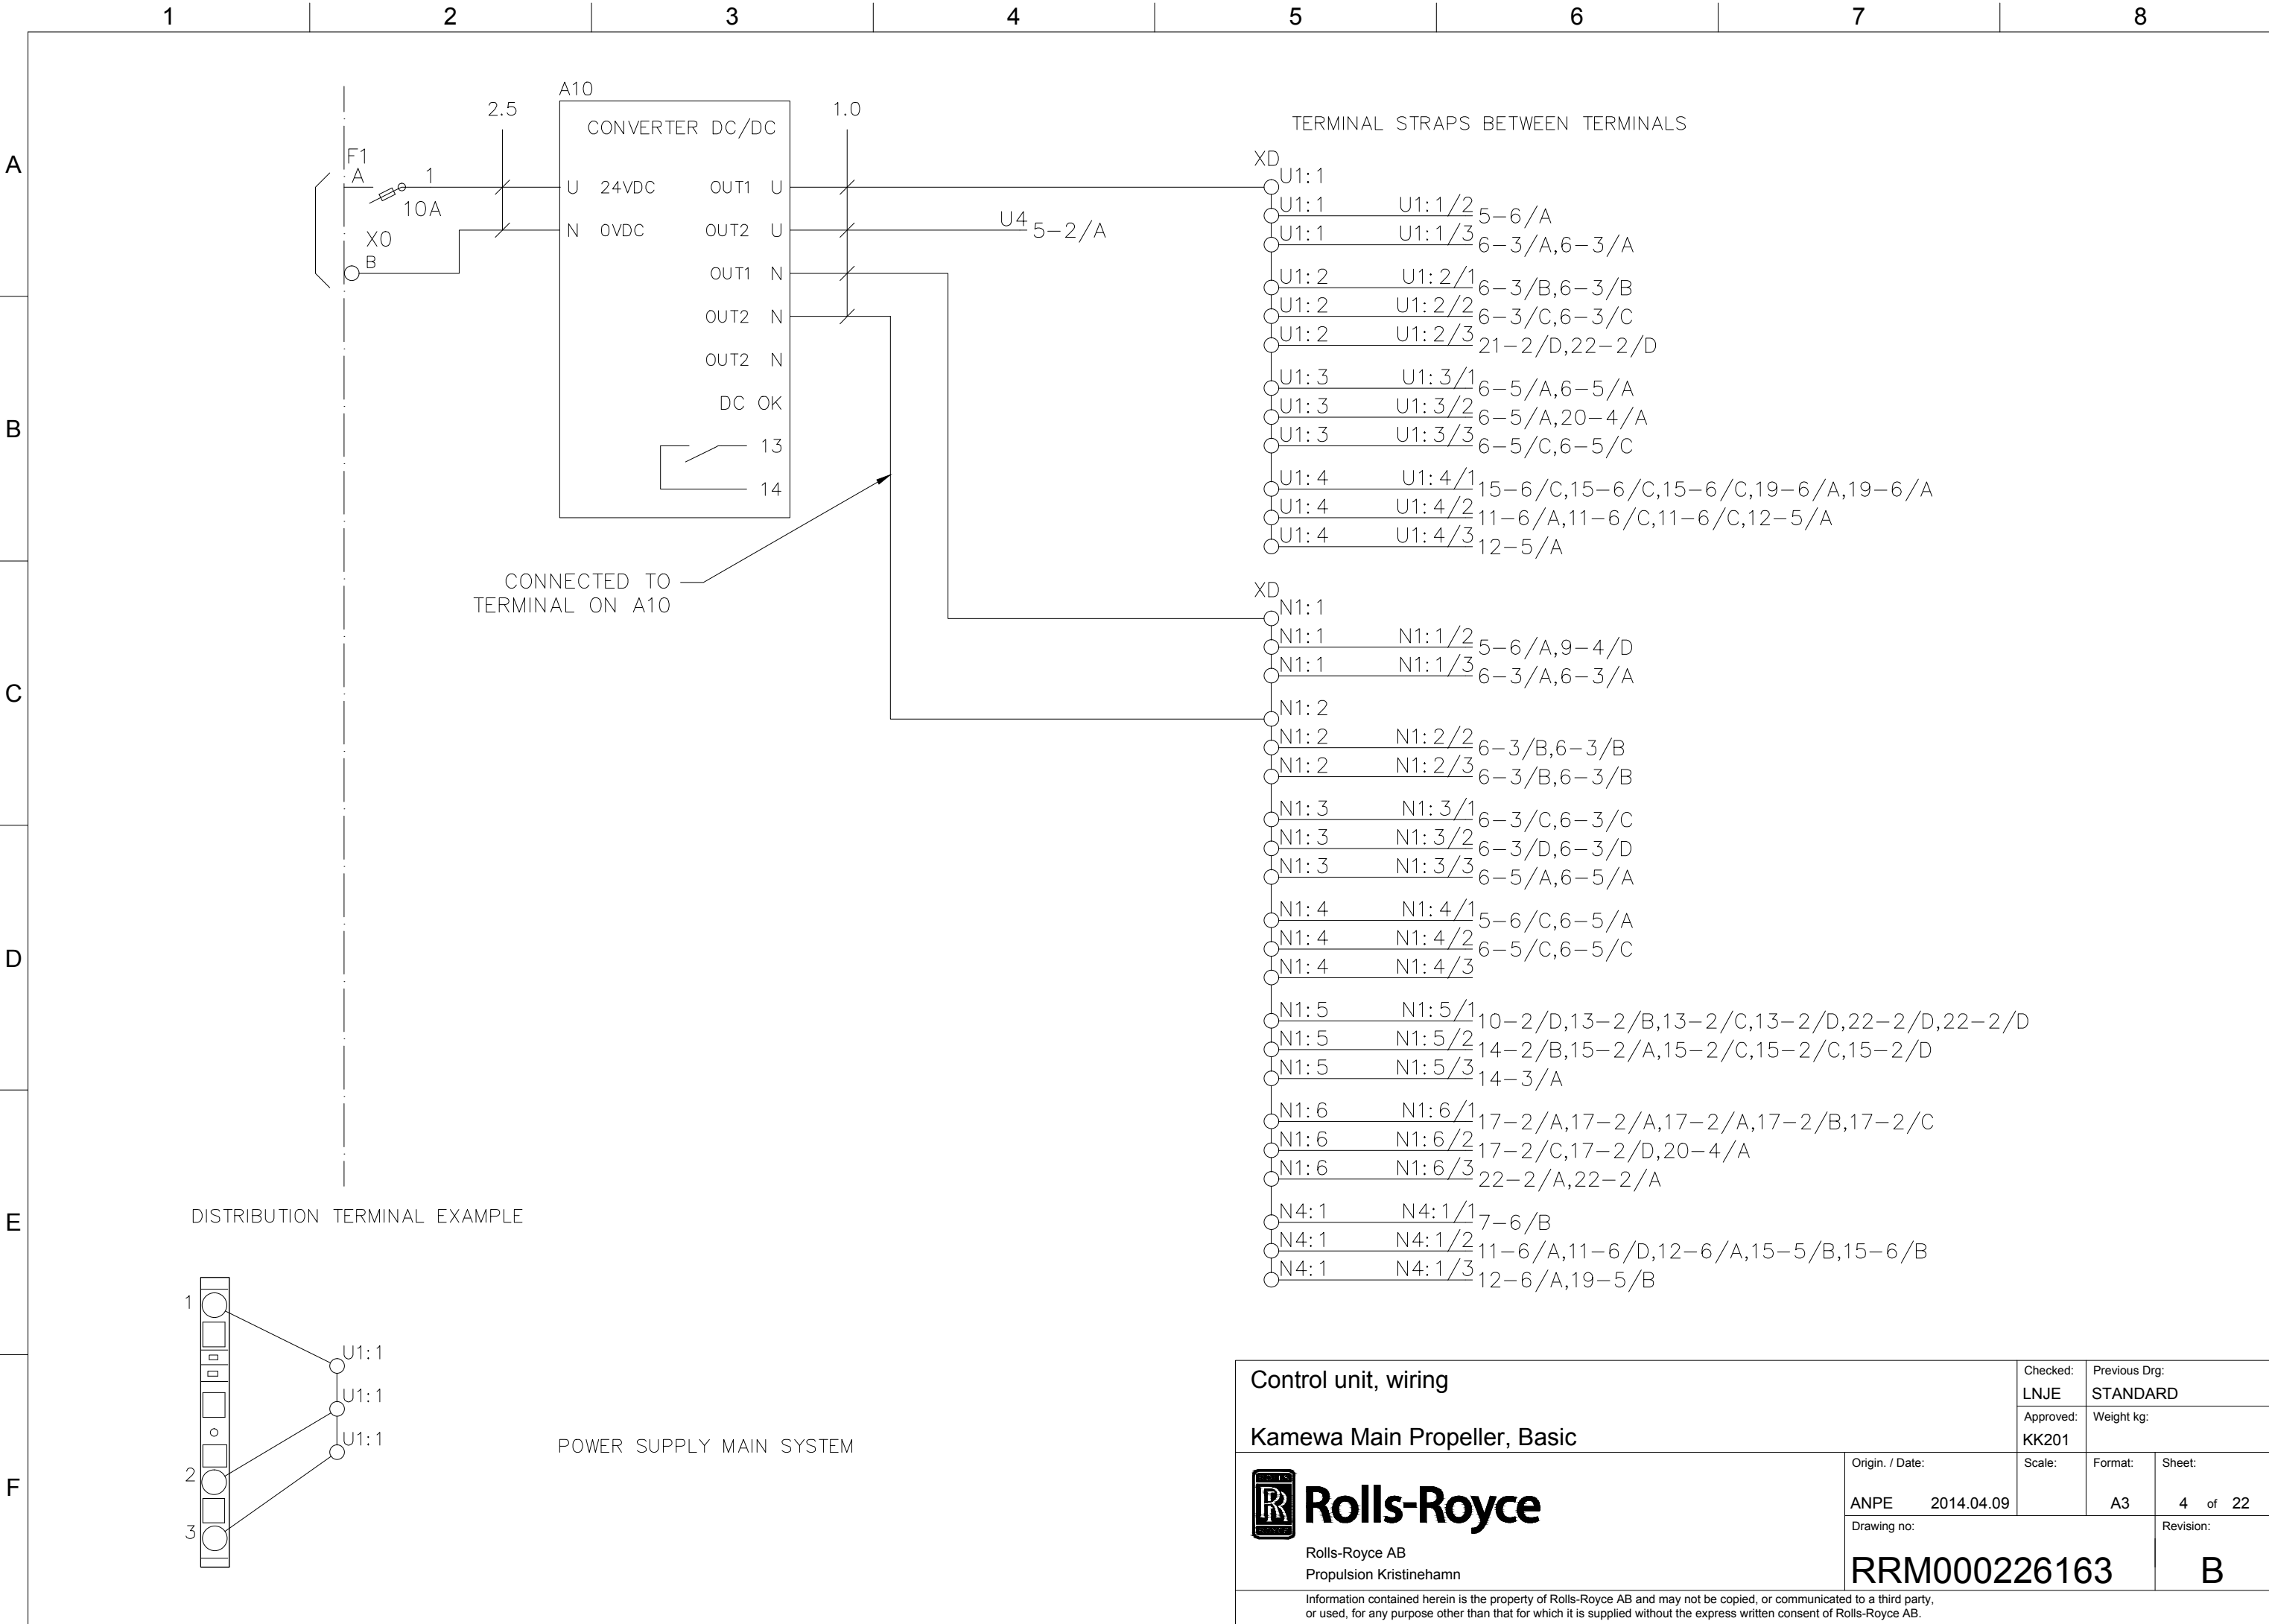 1 2 3 4 5 6 7 8
A
B
C
D
E
F
2.5
A10
CONVERTER DC/DC
1.0
F1
A
1
10A
X0
B
U 24VDC OUT1 U
N 0VDC OUT2 U
OUT1 N
OUT2 N
OUT2 N
DC OK
13
14
U4 5-2/A
CONNECTED TO
TERMINAL ON A10
TERMINAL STRAPS BETWEEN TERMINALS
XD
U1:1
U1:1 U1:1/2 5-6/A
U1:1 U1:1/3 6-3/A,6-3/A
U1:2 U1:2/1 6-3/B,6-3/B
U1:2 U1:2/2 6-3/C,6-3/C
U1:2 U1:2/3 21-2/D,22-2/D
U1:3 U1:3/1 6-5/A,6-5/A
U1:3 U1:3/2 6-5/A,20-4/A
U1:3 U1:3/3 6-5/C,6-5/C
U1:4 U1:4/1 15-6/C,15-6/C,15-6/C,19-6/A,19-6/A
U1:4 U1:4/2 11-6/A,11-6/C,11-6/C,12-5/A
U1:4 U1:4/3 12-5/A
XD
N1:1
N1:1 N1:1/2 5-6/A,9-4/D
N1:1 N1:1/3 6-3/A,6-3/A
N1:2
N1:2 N1:2/2 6-3/B,6-3/B
N1:2 N1:2/3 6-3/B,6-3/B
N1:3 N1:3/1 6-3/C,6-3/C
N1:3 N1:3/2 6-3/D,6-3/D
N1:3 N1:3/3 6-5/A,6-5/A
N1:4 N1:4/1 5-6/C,6-5/A
N1:4 N1:4/2 6-5/C,6-5/C
N1:4 N1:4/3
N1:5 N1:5/1 10-2/D,13-2/B,13-2/C,13-2/D,22-2/D,22-2/D
N1:5 N1:5/2 14-2/B,15-2/A,15-2/C,15-2/C,15-2/D
N1:5 N1:5/3 14-3/A
N1:6 N1:6/1 17-2/A,17-2/A,17-2/A,17-2/B,17-2/C
N1:6 N1:6/2 17-2/C,17-2/D,20-4/A
N1:6 N1:6/3 22-2/A,22-2/A
N4:1 N4:1/1 7-6/B
N4:1 N4:1/2 11-6/A,11-6/D,12-6/A,15-5/B,15-6/B
N4:1 N4:1/3 12-6/A,19-5/B
DISTRIBUTION TERMINAL EXAMPLE
1
2
3
U1:1
U1:1
U1:1
POWER SUPPLY MAIN SYSTEM
Control unit, wiring
Kamewa Main Propeller, Basic
Checked:
LNJE
Previous Drg:
STANDARD
Approved:
KK201
Weight kg:
Origin. / Date:
ANPE 2014.04.09
Scale:
Format:
A3
Sheet:
4 of 22
Drawing no:
RRM000226163
Revision:
B
ROLLS
RR
ROYCE
Rolls-Royce
Rolls-Royce AB
Propulsion Kristinehamn
Information contained herein is the property of Rolls-Royce AB and may not be copied, or communicated to a third party,
or used, for any purpose other than that for which it is supplied without the express written consent of Rolls-Royce AB.